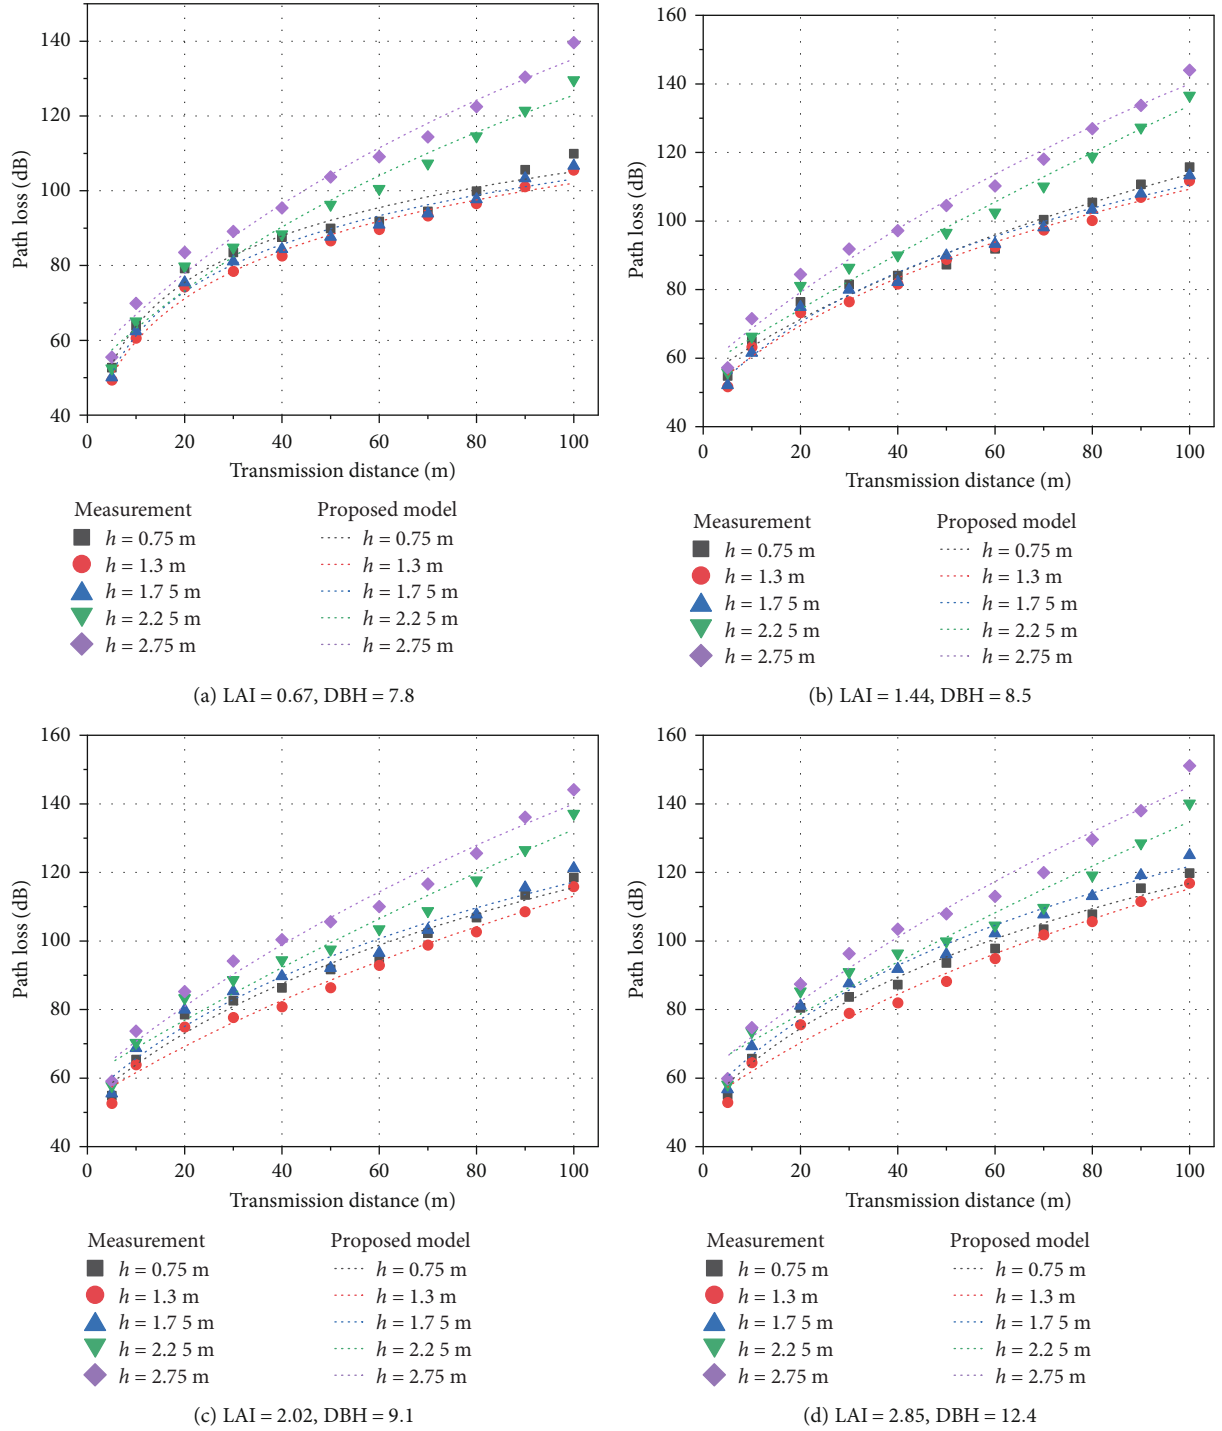 140
120
100
80
60
40
Path loss (dB)
0 20 40 60 80 100
Transmission distance (m)
Measurement Proposed model
h = 0.75 m h = 0.75 m
h = 1.3 m h = 1.3 m
h = 1.7 5 m h = 1.7 5 m
h = 2.2 5 m h = 2.2 5 m
h = 2.75 m h = 2.75 m
(a) LAI = 0.67, DBH = 7.8
160
140
120
100
80
60
40
Path loss (dB)
0 20 40 60 80 100
Transmission distance (m)
Measurement Proposed model
h = 0.75 m h = 0.75 m
h = 1.3 m h = 1.3 m
h = 1.7 5 m h = 1.7 5 m
h = 2.2 5 m h = 2.2 5 m
h = 2.75 m h = 2.75 m
(b) LAI = 1.44, DBH = 8.5
160
140
120
100
80
60
40
Path loss (dB)
0 20 40 60 80 100
Transmission distance (m)
Measurement Proposed model
h = 0.75 m h = 0.75 m
h = 1.3 m h = 1.3 m
h = 1.7 5 m h = 1.7 5 m
h = 2.2 5 m h = 2.2 5 m
h = 2.75 m h = 2.75 m
(c) LAI = 2.02, DBH = 9.1
160
140
120
100
80
60
40
Path loss (dB)
0 20 40 60 80 100
Transmission distance (m)
Measurement Proposed model
h = 0.75 m h = 0.75 m
h = 1.3 m h = 1.3 m
h = 1.7 5 m h = 1.7 5 m
h = 2.2 5 m h = 2.2 5 m
h = 2.75 m h = 2.75 m
(d) LAI = 2.85, DBH = 12.4